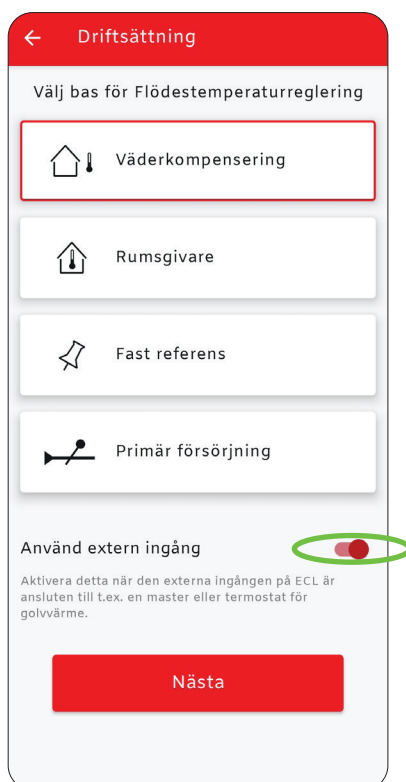 Driftsättning
Välj bas för Flödestemperaturreglering
Väderkompensering
Rumsgivare
Fast referens
Primär försörjning
Använd extern ingång
Aktivera detta när den externa ingången på ECL är
ansluten till t.ex. en master eller termostat för
golvvärme.
Nästa